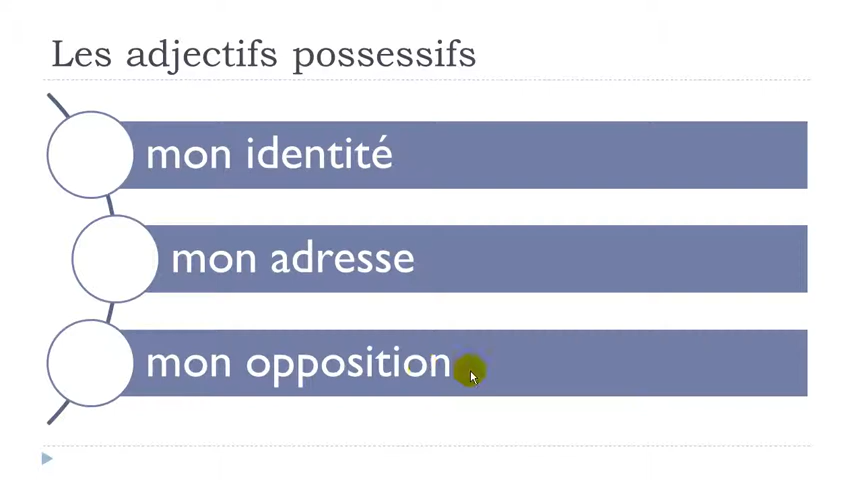 Les adjectifs possessifs
mon identité
mon adresse
mon opposition